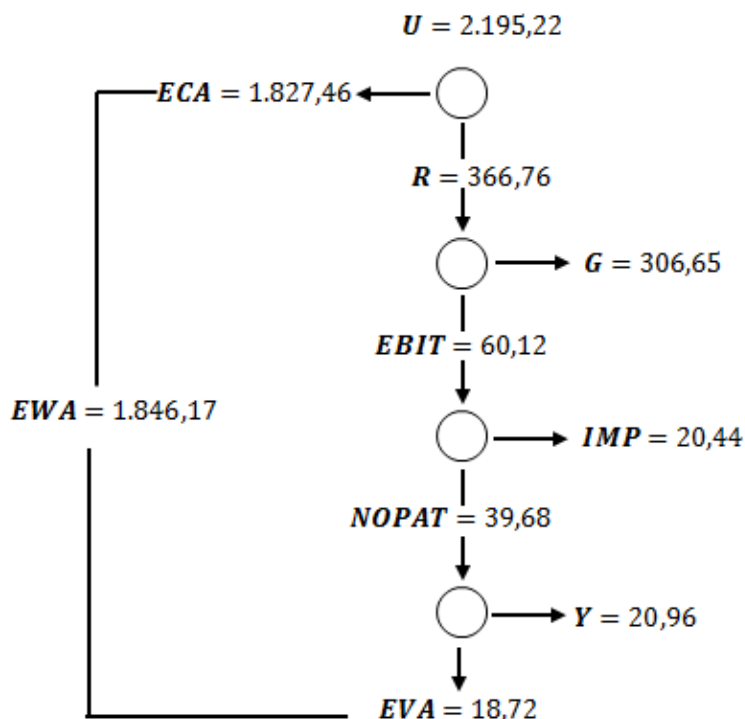 U = 2.195,22
ECA = 1.827,46
R = 366,76
G = 306,65
EBIT = 60,12
EWA = 1.846,17
IMP = 20,44
NOPAT = 39,68
Y = 20,96
EVA = 18.72